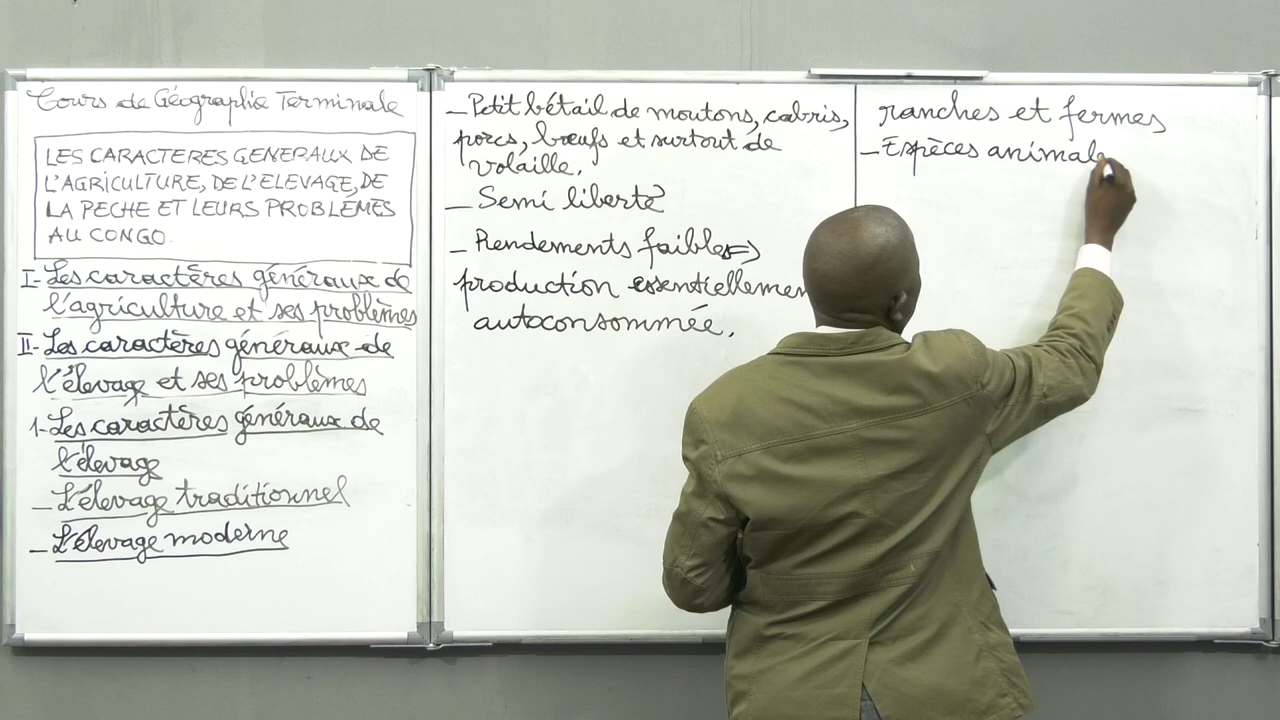 Cours de Géographie Terminale
LES CARACTERES GENERAUX DE
L'AGRICULTURE, DE L'ELEVAGE, DE
LA PECHE ET LEURS PROBLÉMES
AU CONGO.
I- Les caractères généraux de
l'agriculture et ses problèmes
II- Les caractères généraux de
l'élevage et ses problèmes
1- Les caractères généraux de
l'élevage
- L'élevage traditionnel
- L'élevage moderne
- Petit bétail de moutons, cabris,
porcs, bœufs et surtout de
volaille.
- Semi liberté
- Rendements faibles =>
production essentiellemen
autoconsommée.
ranches et fermes
- Espèces animale